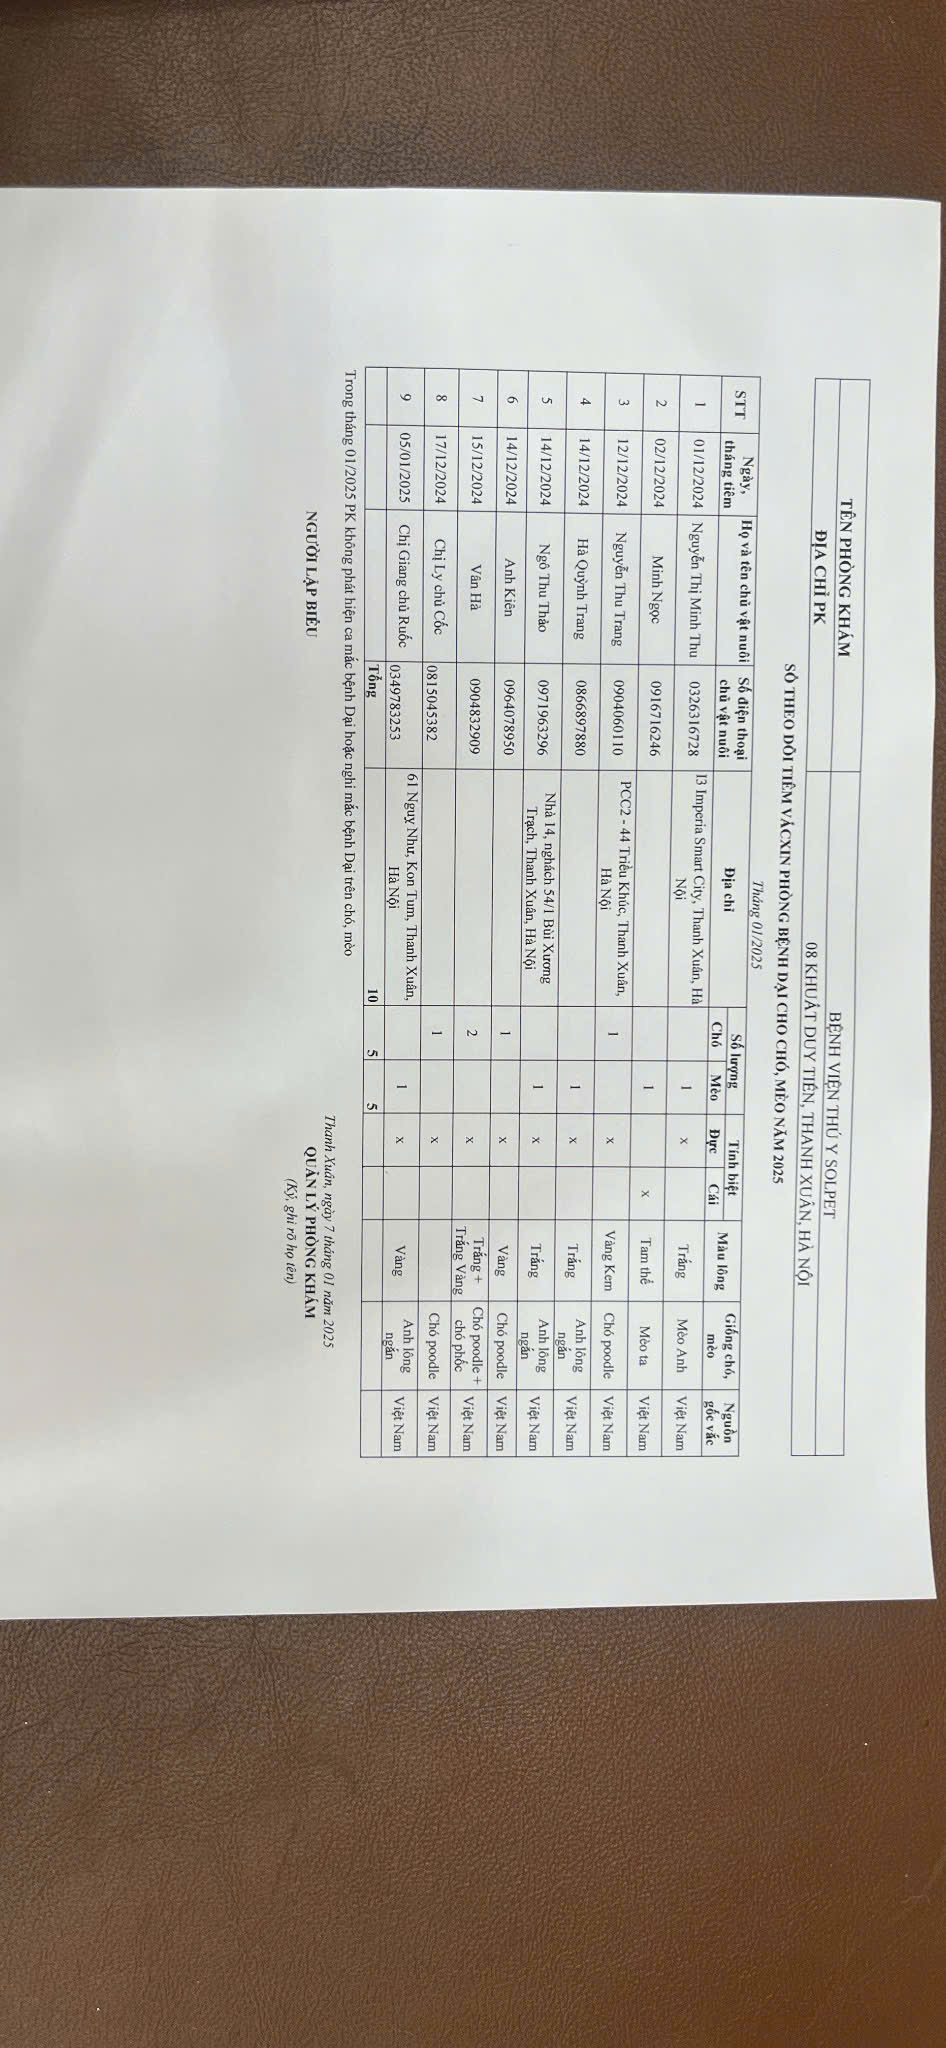 TÊN PHÒNG KHÁM BỆNH VIỆN THÚ Y SOLPET
ĐỊA CHỈ PK 08 KHUẤT DUY TIẾN, THANH XUÂN, HÀ NỘI
SỔ THEO DÕI TIÊM VẮCXIN PHÒNG BỆNH DẠI CHO CHÓ, MÈO NĂM 2025
Tháng 01/2025
STT Ngày, tháng tiêm Họ và tên chủ vật nuôi Số điện thoại chủ vật nuôi Địa chỉ Số lượng Tính biệt Màu lông Giống chó, mèo Nguồn gốc vắc
Chó Mèo Đực Cái
1 01/12/2024 Nguyễn Thị Minh Thu 0326316728 I3 Imperia Smart City, Thanh Xuân, Hà Nội 1 x Trắng Mèo Anh Việt Nam
2 02/12/2024 Minh Ngọc 0916716246 1 x Tam thể Mèo ta Việt Nam
3 12/12/2024 Nguyễn Thu Trang 0904060110 PCC2 - 44 Triều Khúc, Thanh Xuân, Hà Nội 1 x Vàng Kem Chó poodle Việt Nam
4 14/12/2024 Hà Quỳnh Trang 0866897880 1 x Trắng Anh lông ngắn Việt Nam
5 14/12/2024 Ngô Thu Thảo 0971963296 Nhà 14, nghách 54/1 Bùi Xương Trạch, Thanh Xuân, Hà Nội 1 x Trắng Anh lông ngắn Việt Nam
6 14/12/2024 Anh Kiên 0964078950 1 x Vàng Chó poodle Việt Nam
7 15/12/2024 Vân Hà 0904832909 2 x Trắng + Trắng Vàng Chó poodle + chó phốc Việt Nam
8 17/12/2024 Chị Ly chủ Cốc 0815045382 1 x Chó poodle Việt Nam
9 05/01/2025 Chị Giang chủ Ruốc 0349783253 61 Ngụy Như, Kon Tum, Thanh Xuân, Hà Nội 1 x Vàng Anh lông ngắn Việt Nam
Tổng 10 5 5
Trong tháng 01/2025 PK không phát hiện ca mắc bệnh Dại hoặc nghi mắc bệnh Dại trên chó, mèo
Thanh Xuân, ngày 7 tháng 01 năm 2025
NGƯỜI LẬP BIỂU QUẢN LÝ PHÒNG KHÁM
(Ký, ghi rõ họ tên)